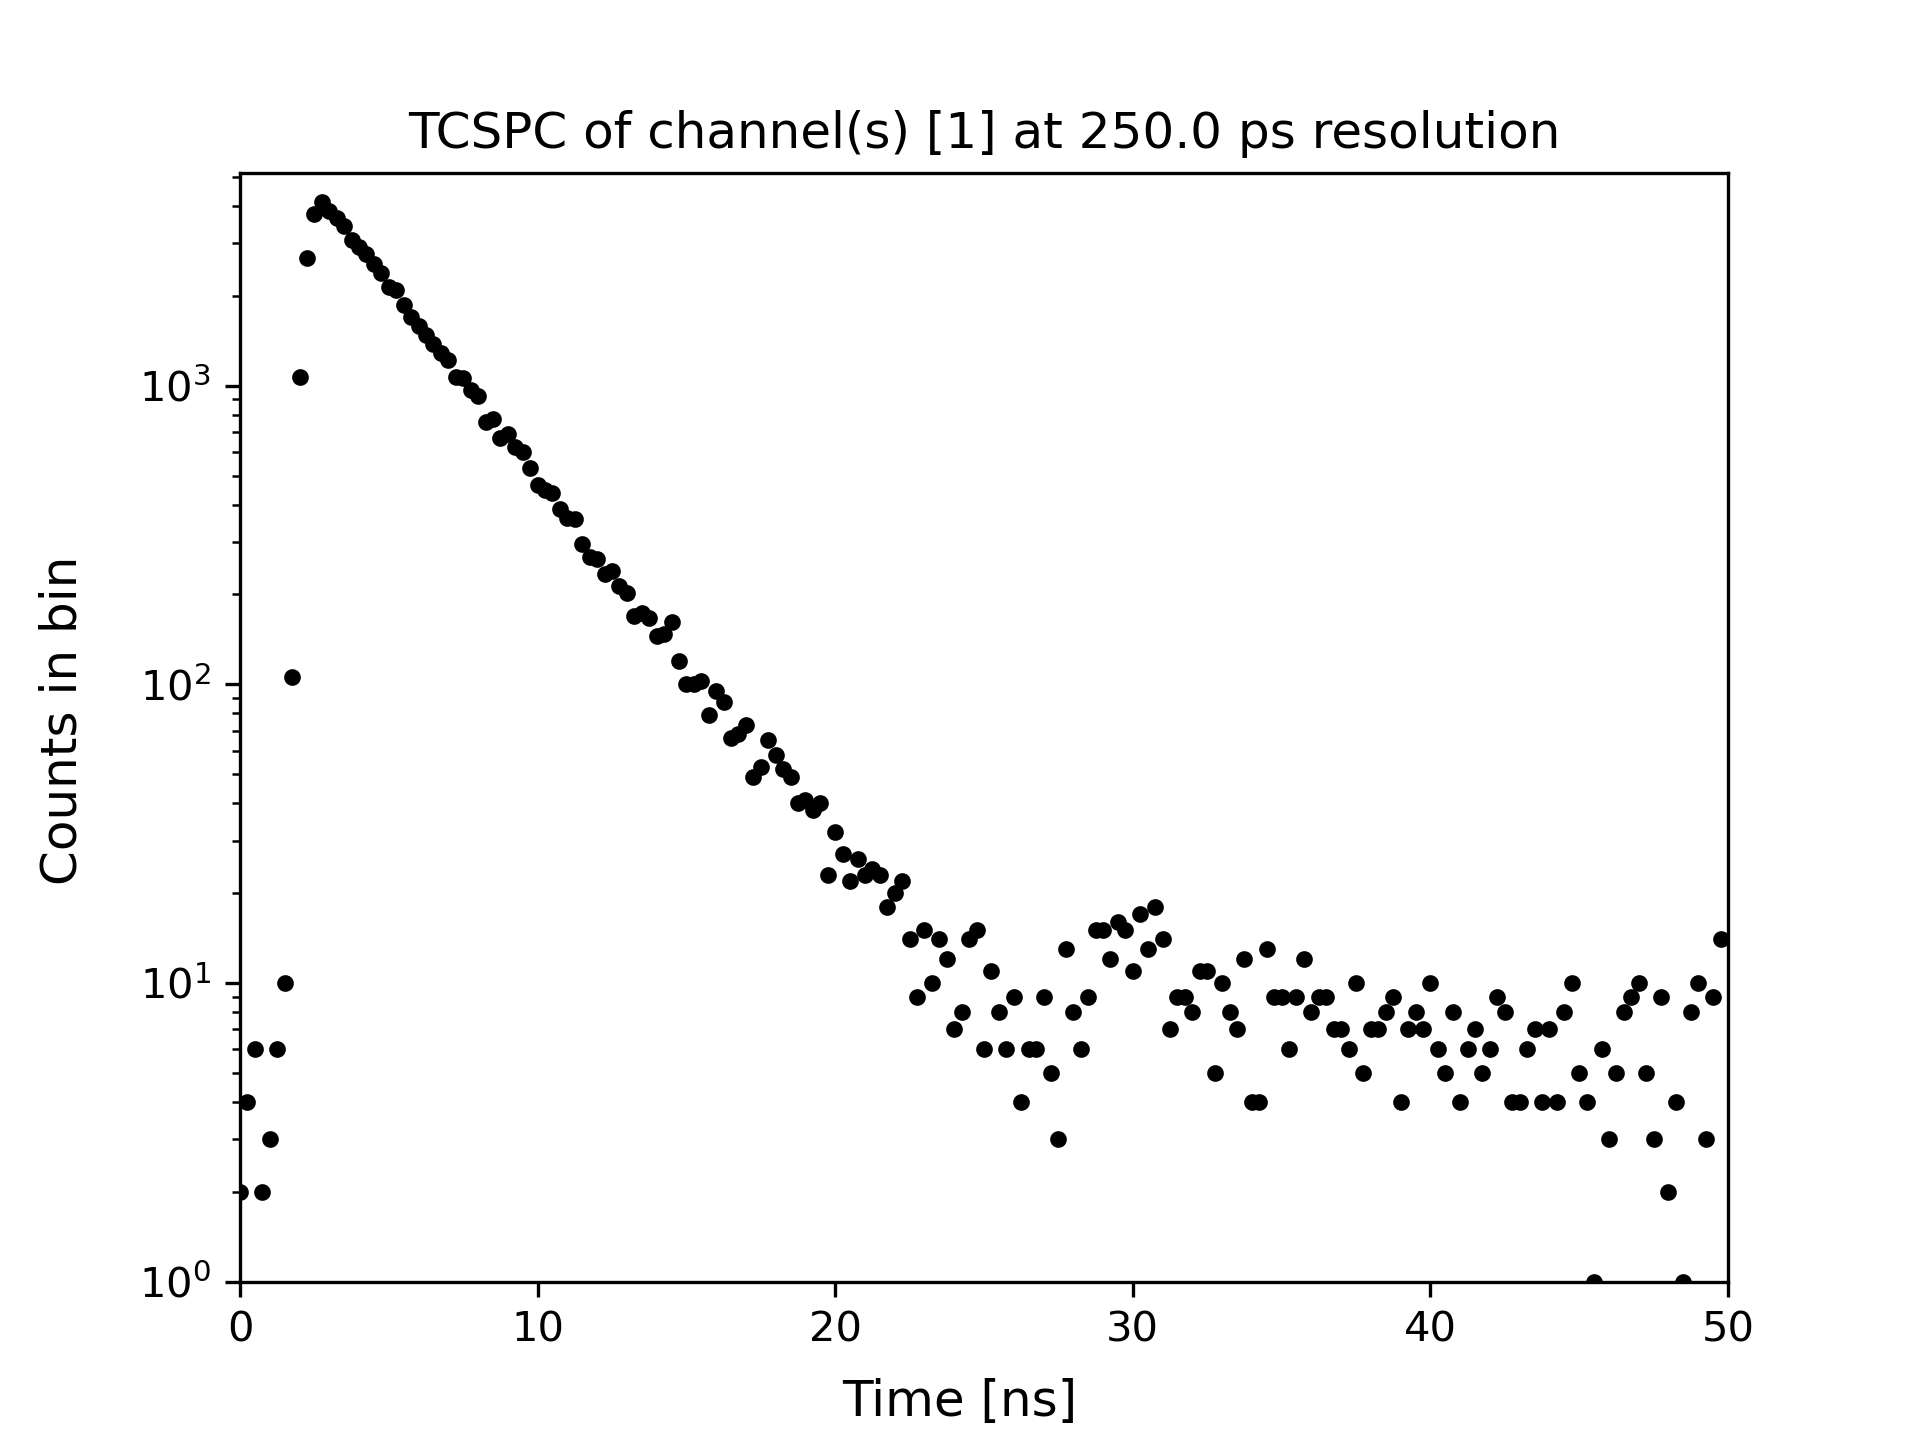 TCSPC of channel(s) [1] at 250.0 ps resolution
Counts in bin
10³
10²
10¹
10⁰
0 10 20 30 40 50
Time [ns]